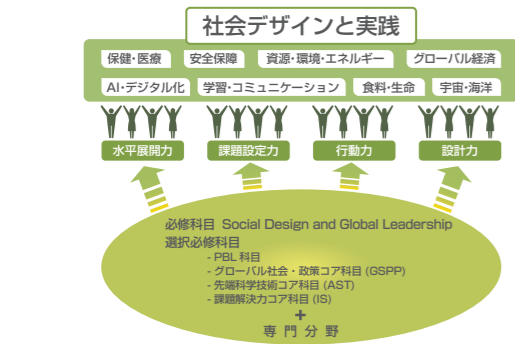 社会デザインと実践
保健・医療 安全保障 資源・環境・エネルギー グローバル経済
AI・デジタル化 学習・コミュニケーション 食料・生命 宇宙・海洋
水平展開力 課題設定力 行動力 設計力
必修科目 Social Design and Global Leadership
選択必修科目
- PBL 科目
- グローバル社会・政策コア科目 (GSPP)
- 先端科学技術コア科目 (AST)
- 課題解決力コア科目 (IS)
+
専門分野